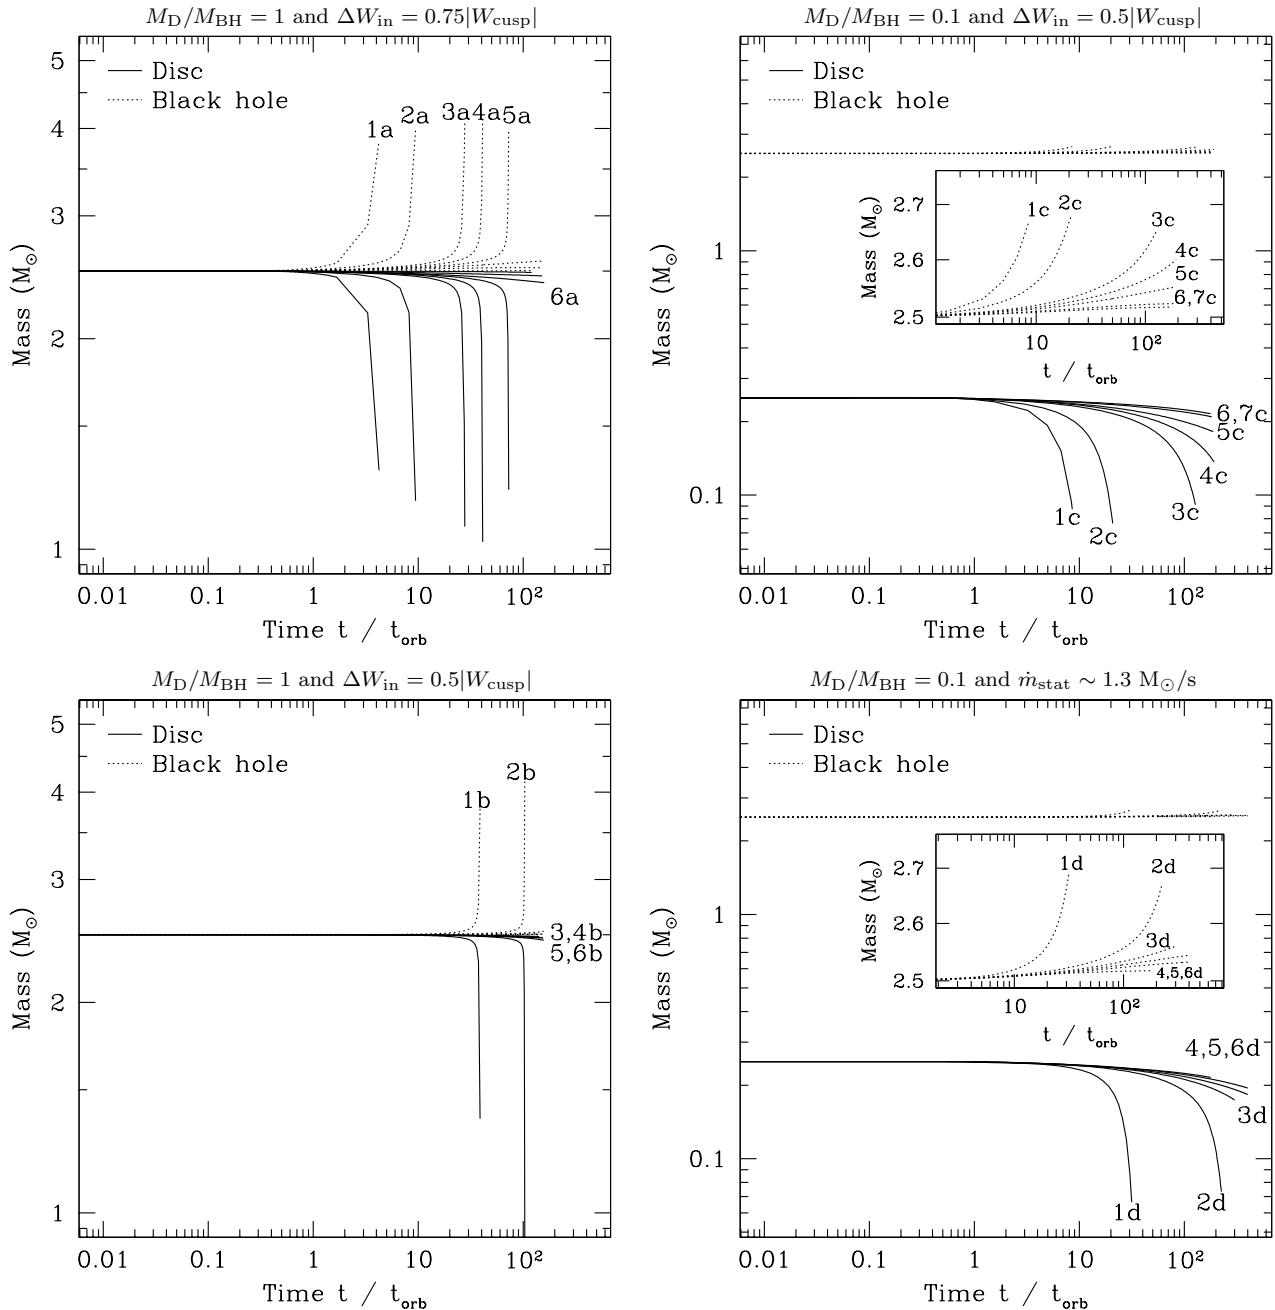 M_D/M_BH = 1 and ΔW_in = 0.75|W_cusp|
5
4
3
2
1
Disc
Black hole
1a
2a
3a
4a
5a
6a
Mass (M⊙)
0.01
0.1
1
10
10²
Time t / t_orb
M_D/M_BH = 0.1 and ΔW_in = 0.5|W_cusp|
1
0.1
Disc
Black hole
Mass (M⊙)
2.7
2.6
2.5
1c
2c
3c
4c
5c
6,7c
Mass (M⊙)
10
10²
t / t_orb
6,7c
5c
4c
3c
2c
1c
0.01
0.1
1
10
10²
Time t / t_orb
M_D/M_BH = 1 and ΔW_in = 0.5|W_cusp|
5
4
3
2
1
Disc
Black hole
2b
1b
3,4b
5,6b
Mass (M⊙)
0.01
0.1
1
10
10²
Time t / t_orb
M_D/M_BH = 0.1 and ṁ_stat ∼ 1.3 M⊙/s
1
0.1
Disc
Black hole
Mass (M⊙)
2.7
2.6
2.5
1d
2d
3d
4,5,6d
Mass (M⊙)
10
10²
t / t_orb
4,5,6d
3d
2d
1d
0.01
0.1
1
10
10²
Time t / t_orb